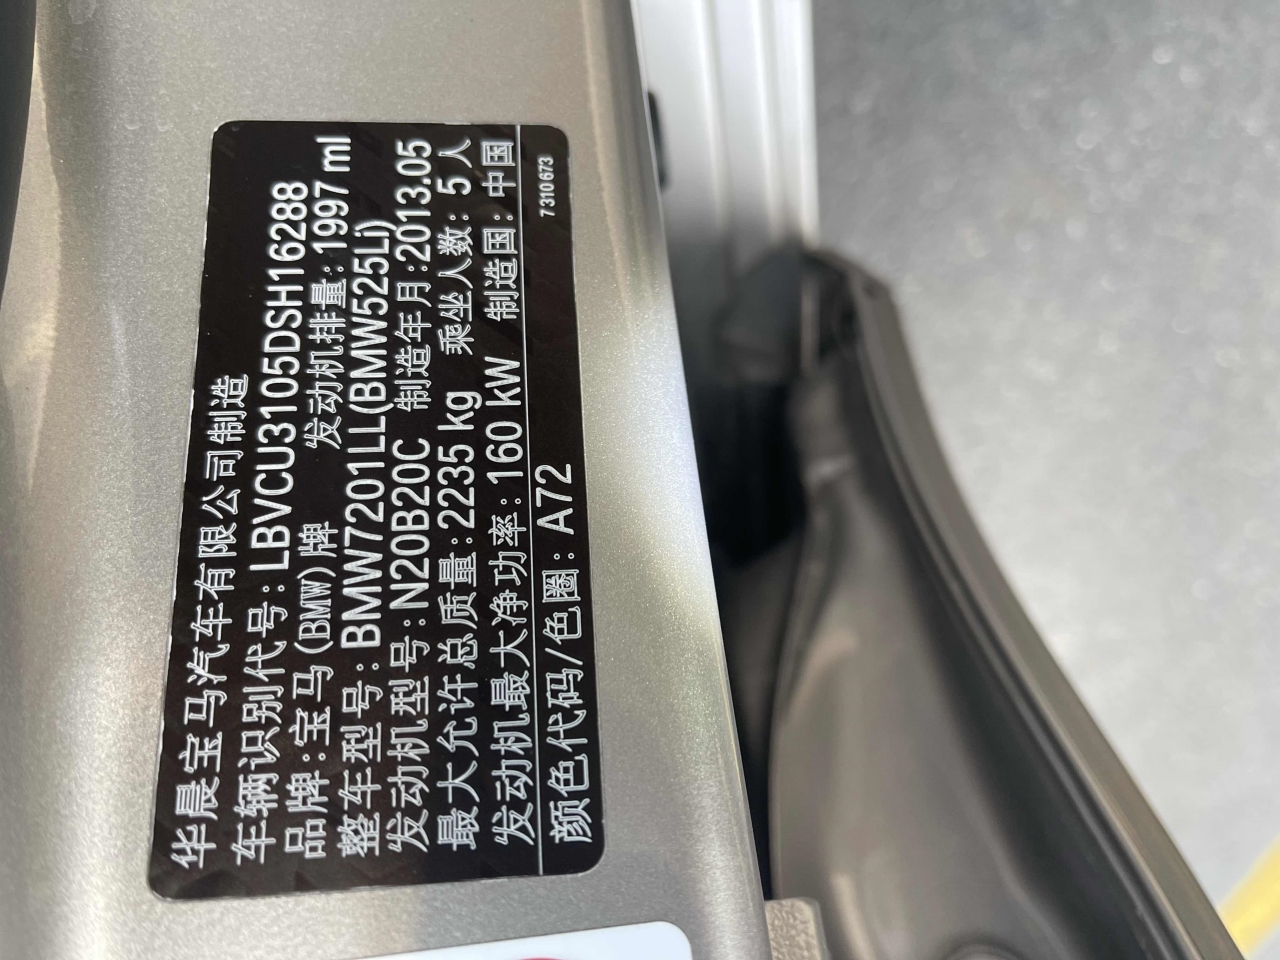 华晨宝马汽车有限公司制造
车辆识别代号:LBVCU3105DSH16288
品牌:宝马(BMW)牌 发动机排量:1997 ml
整车型号:BMW7201LL(BMW525Li)
发动机型号:N20B20C 制造年月:2013.05
最大允许总质量:2235 kg 乘坐人数: 5 人
发动机最大净功率: 160 kW 制造国: 中国
颜色代码/色圈: A72
7310673